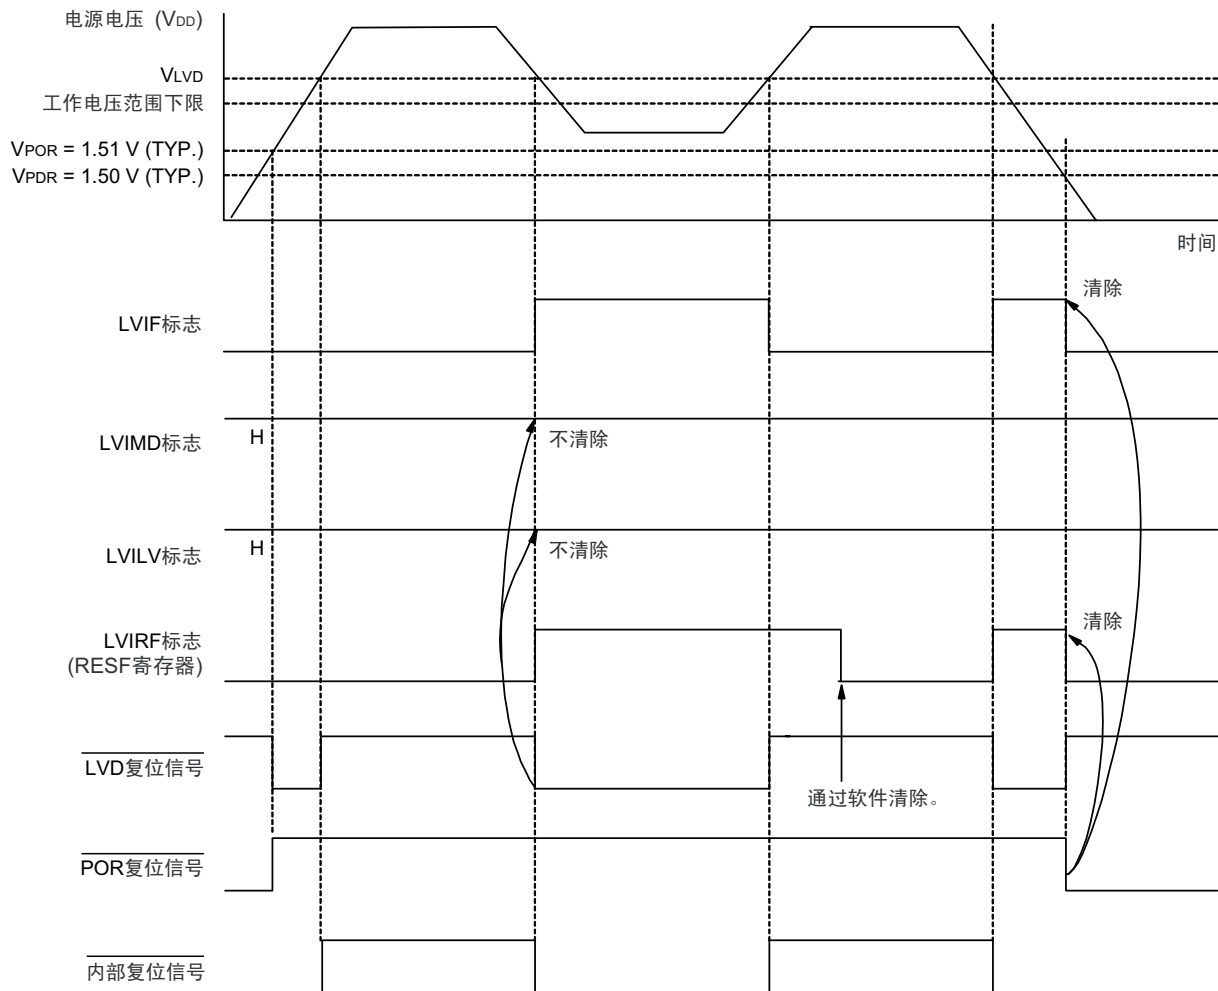 电源电压 (VDD)
VLVD
工作电压范围下限
VPOR = 1.51 V (TYP.)
VPDR = 1.50 V (TYP.)
时间
清除
LVIF标志
LVIMD标志
H
不清除
LVILV标志
H
不清除
LVIRF标志
(RESF寄存器)
清除
LVD复位信号
通过软件清除。
POR复位信号
内部复位信号